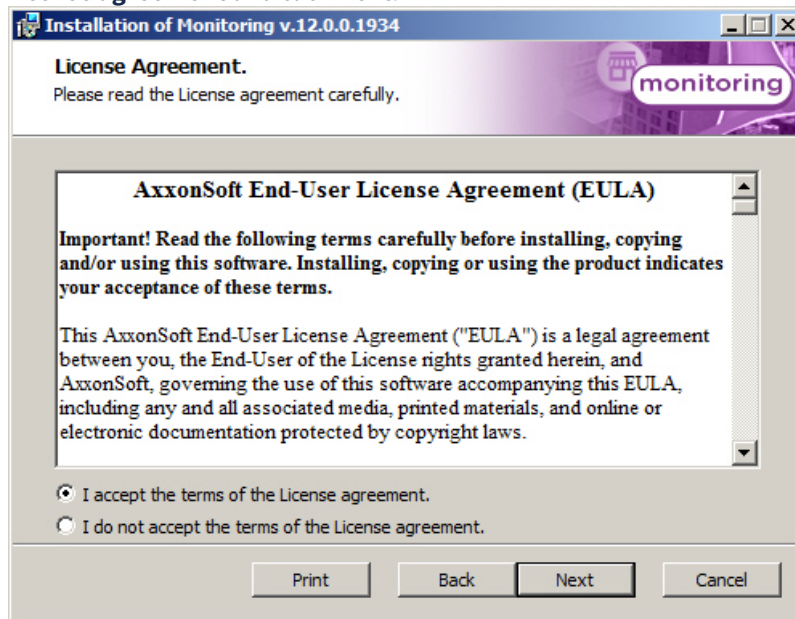 Installation of Monitoring v.12.0.0.1934
License Agreement.
Please read the License agreement carefully.
monitoring
AxxonSoft End-User License Agreement (EULA)
Important! Read the following terms carefully before installing, copying
and/or using this software. Installing, copying or using the product indicates
your acceptance of these terms.
This AxxonSoft End-User License Agreement ("EULA") is a legal agreement
between you, the End-User of the License rights granted herein, and
AxxonSoft, governing the use of this software accompanying this EULA,
including any and all associated media, printed materials, and online or
electronic documentation protected by copyright laws.
I accept the terms of the License agreement.
I do not accept the terms of the License agreement.
Print Back Next Cancel